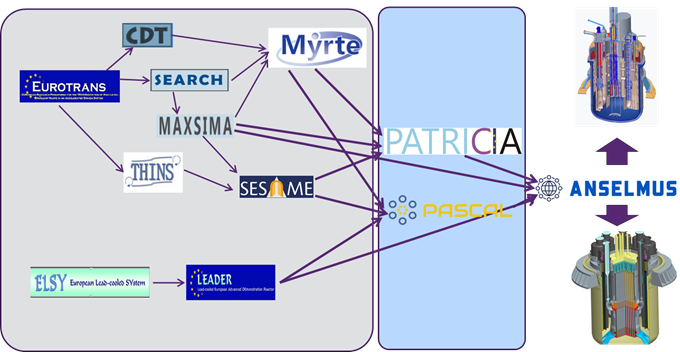 CDT
Myrte
EUROTRANS
SEARCH
MAXSIMA
PATRICIA
THINS
SESAME
ANSELMUS
PASCAL
ELSY European Lead-cooled SYstem
LEADER
Lead-cooled European Advanced DEmonstration Reactor